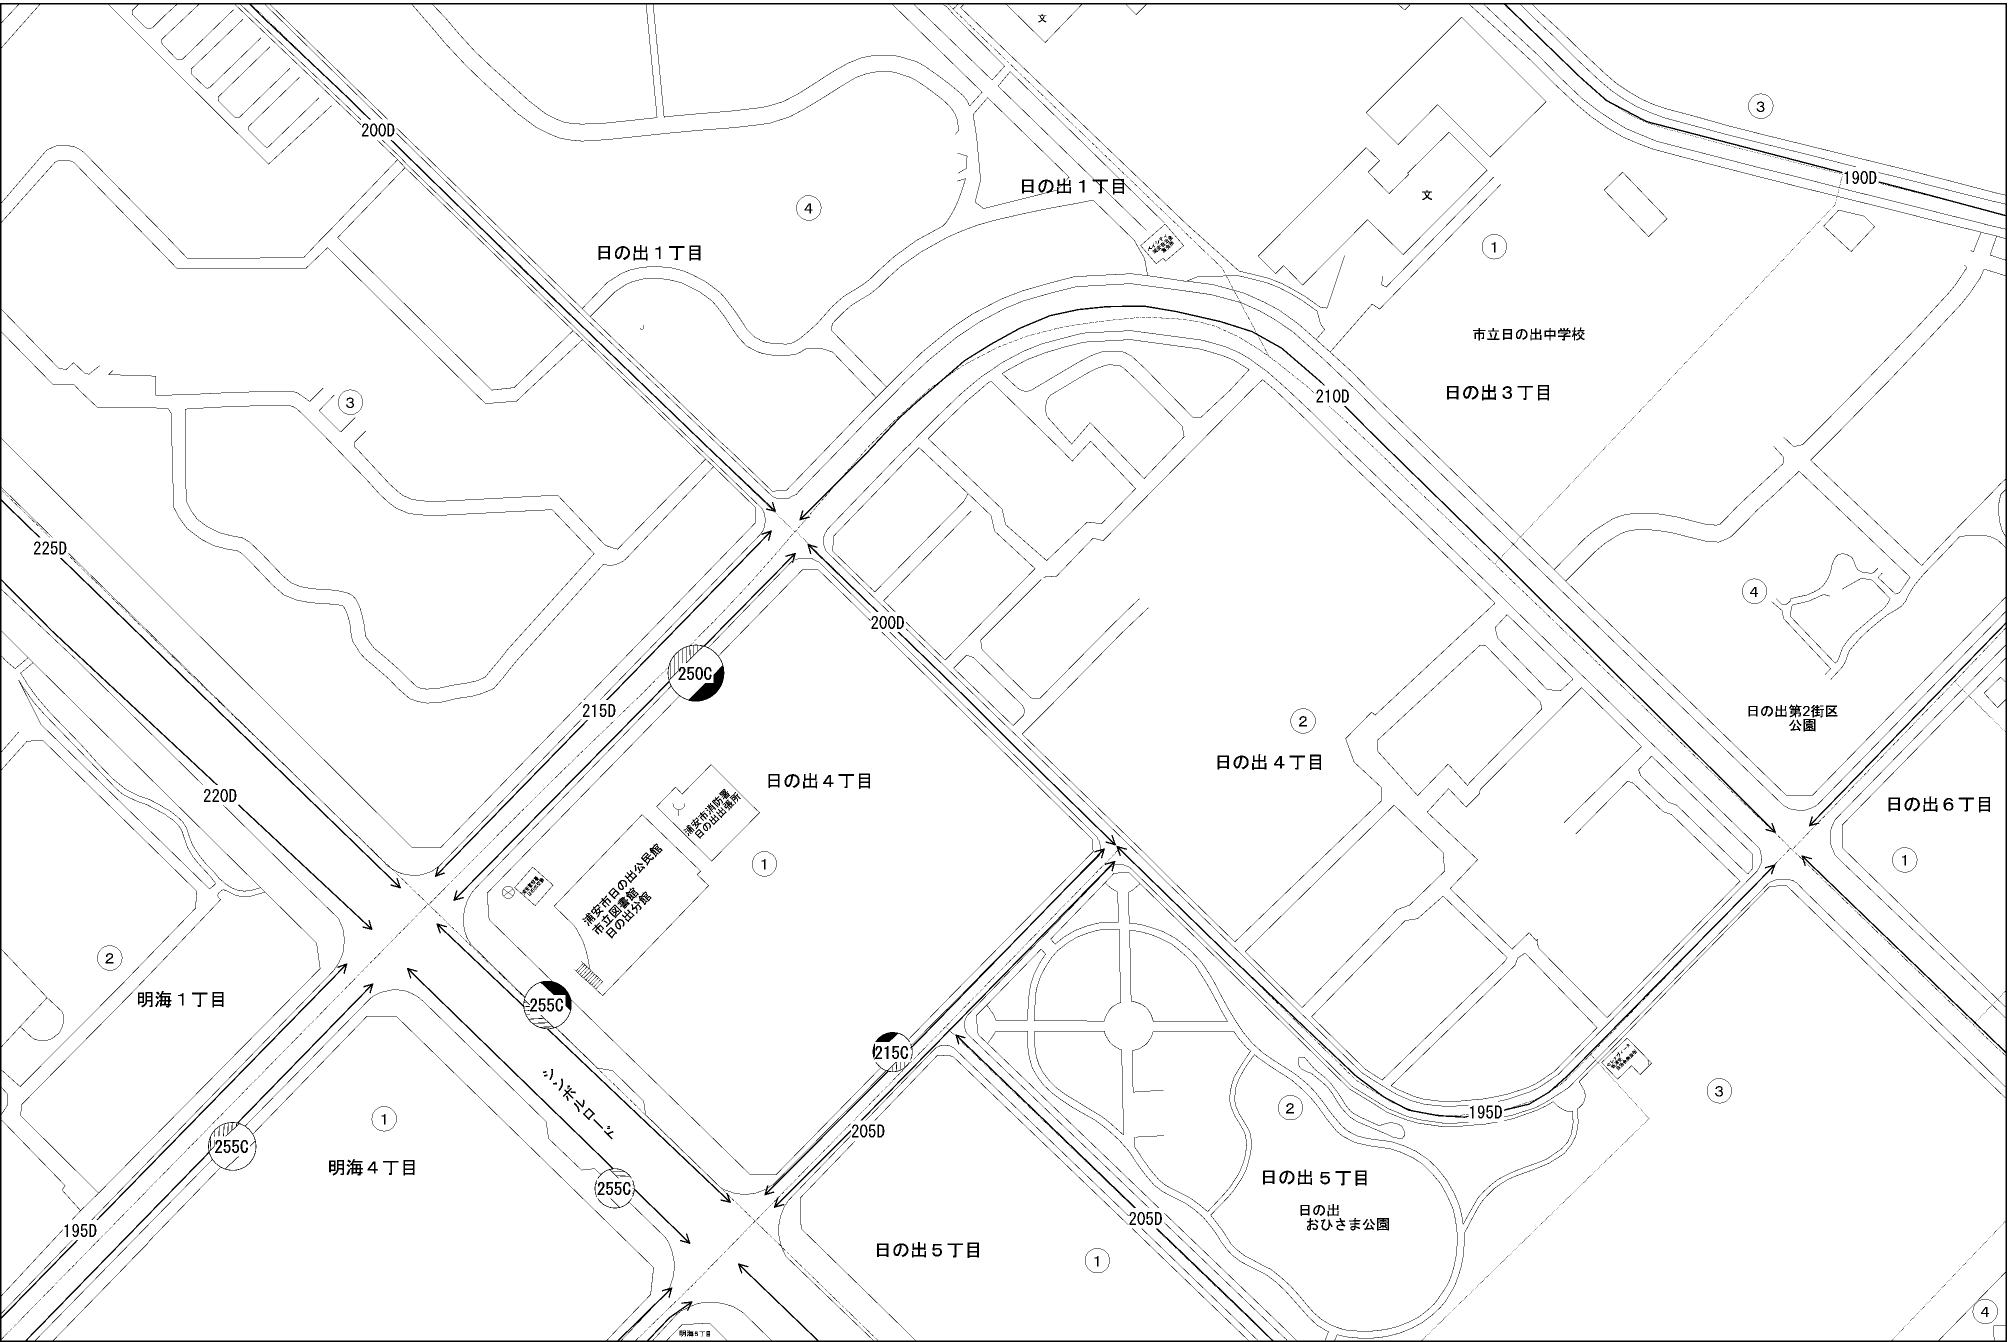 文
③
200D
190D
日の出1丁目
④
文
①
日の出1丁目
市立日の出中学校
210D
日の出3丁目
③
225D
④
200D
250C
215D
②
日の出第2街区
公園
日の出4丁目
日の出4丁目
220D
日の出6丁目
浦安市消防署
日の出出張所
①
①
浦安市日の出公民館
市立図書館
日の出分館
②
明海1丁目
255C
215C
シンボルロード
①
205D
②
195D
③
255C
明海4丁目
255C
日の出5丁目
日の出
おひさま公園
195D
205D
日の出5丁目
①
④
明海5丁目